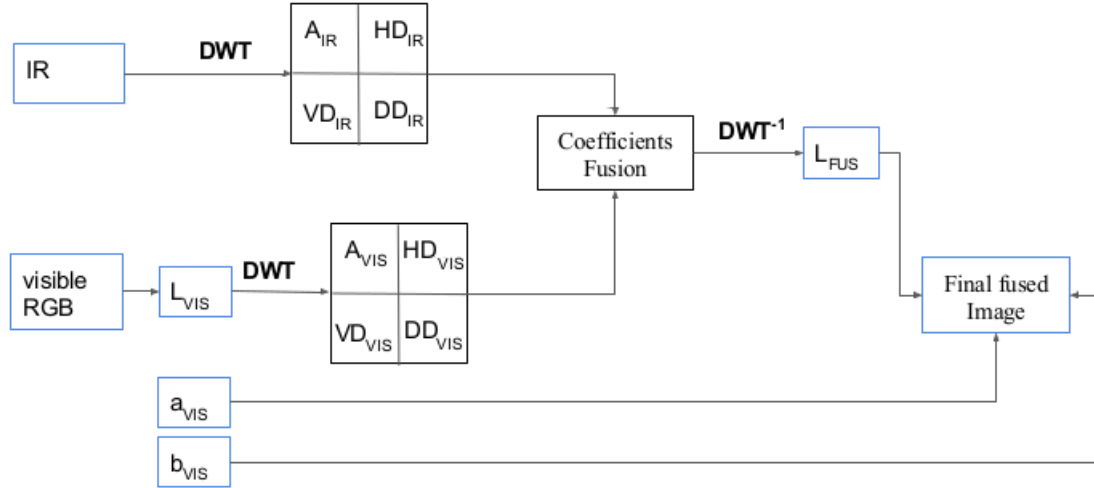 IR
DWT
A_IR HD_IR
VD_IR DD_IR
Coefficients
Fusion
DWT⁻¹
L_FUS
visible
RGB
L_VIS
DWT
A_VIS HD_VIS
VD_VIS DD_VIS
Final fused
Image
a_VIS
b_VIS